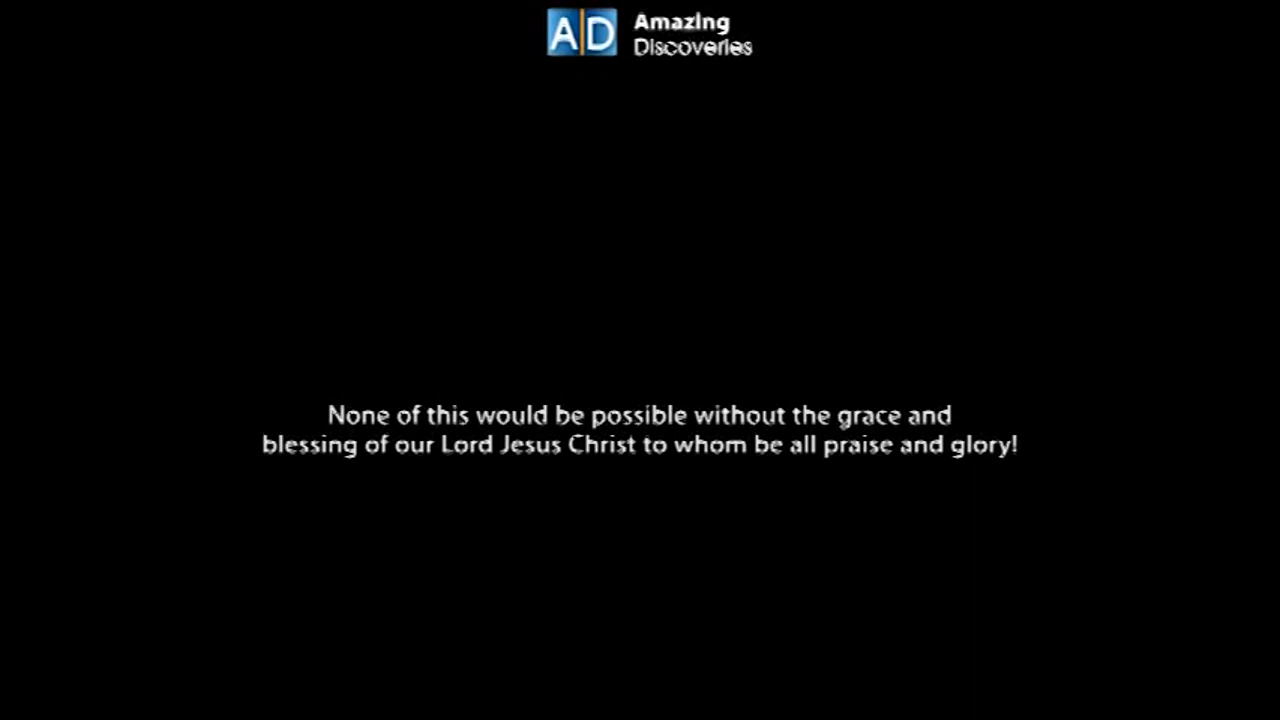 AD
Amazing
Discoveries
None of this would be possible without the grace and
blessing of our Lord Jesus Christ to whom be all praise and glory!